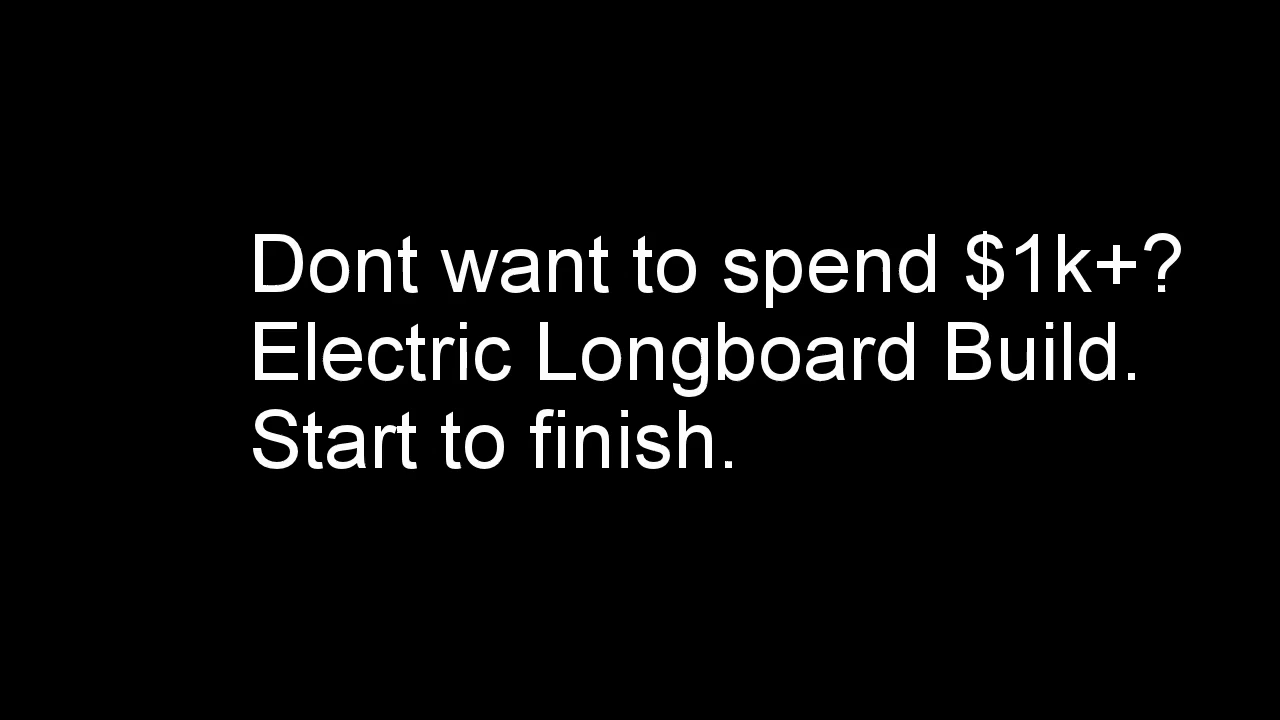 Dont want to spend $1k+?
Electric Longboard Build.
Start to finish.